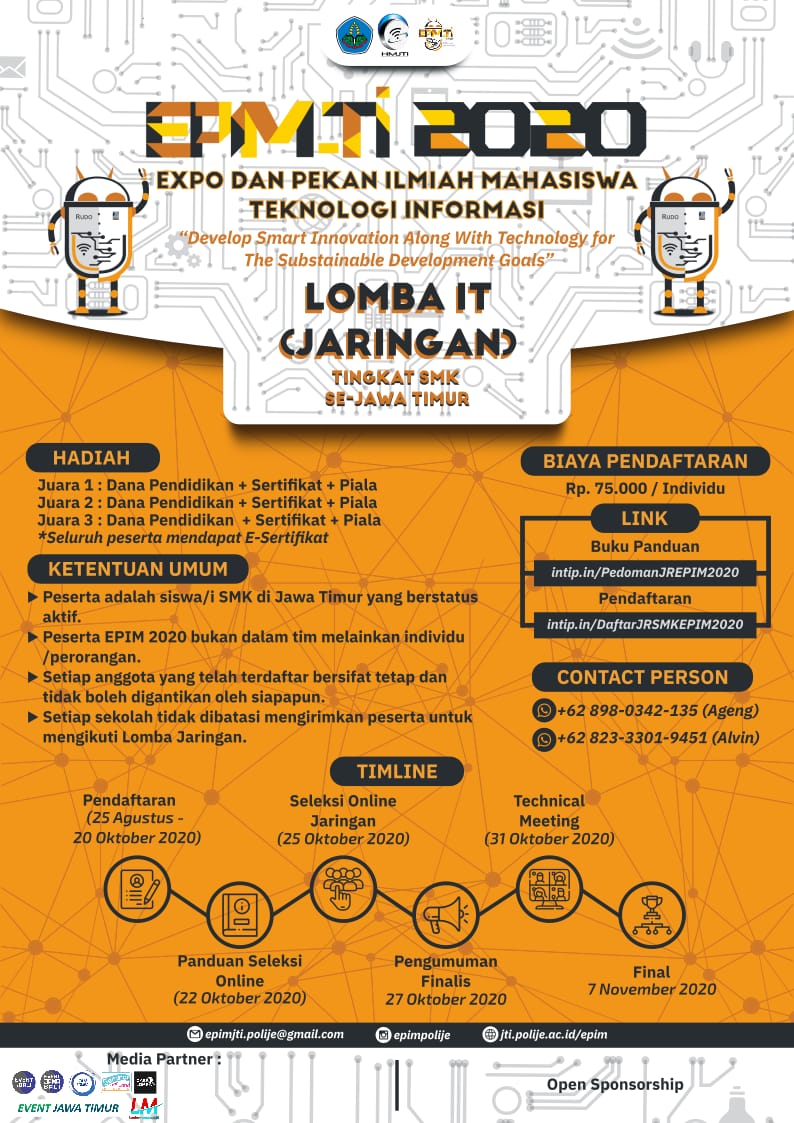 HMJTI
EPIM-Ti 2020
EXPO DAN PEKAN ILMIAH MAHASISWA
TEKNOLOGI INFORMASI
“Develop Smart Innovation Along With Technology for
The Substainable Development Goals”
RUDO
RUDO
LOMBA IT
(JARINGAN)
TINGKAT SMK
SE-JAWA TIMUR
HADIAH
Juara 1 : Dana Pendidikan + Sertifikat + Piala
Juara 2 : Dana Pendidikan + Sertifikat + Piala
Juara 3 : Dana Pendidikan + Sertifikat + Piala
*Seluruh peserta mendapat E-Sertifikat
KETENTUAN UMUM
Peserta adalah siswa/i SMK di Jawa Timur yang berstatus
aktif.
Peserta EPIM 2020 bukan dalam tim melainkan individu
/perorangan.
Setiap anggota yang telah terdaftar bersifat tetap dan
tidak boleh digantikan oleh siapapun.
Setiap sekolah tidak dibatasi mengirimkan peserta untuk
mengikuti Lomba Jaringan.
BIAYA PENDAFTARAN
Rp. 75.000 / Individu
LINK
Buku Panduan
intip.in/PedomanJREPIM2020
Pendaftaran
intip.in/DaftarJRSMKEPIM2020
CONTACT PERSON
+62 898-0342-135 (Ageng)
+62 823-3301-9451 (Alvin)
TIMLINE
Pendaftaran
(25 Agustus -
20 Oktober 2020)
Panduan Seleksi
Online
(22 Oktober 2020)
Seleksi Online
Jaringan
(25 Oktober 2020)
Pengumuman
Finalis
27 Oktober 2020
Technical
Meeting
(31 Oktober 2020)
Final
7 November 2020
epimjti.polije@gmail.com
epimpolije
jti.polije.ac.id/epim
Media Partner :
EVENT JAWA TIMUR
LM
Open Sponsorship